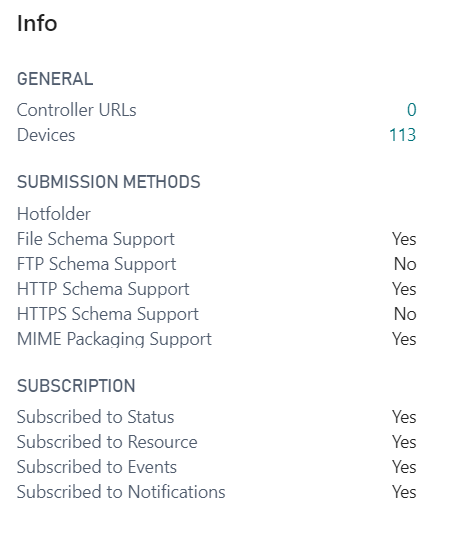 Info
GENERAL
Controller URLs 0
Devices 113
SUBMISSION METHODS
Hotfolder
File Schema Support Yes
FTP Schema Support No
HTTP Schema Support Yes
HTTPS Schema Support No
MIME Packaging Support Yes
SUBSCRIPTION
Subscribed to Status Yes
Subscribed to Resource Yes
Subscribed to Events Yes
Subscribed to Notifications Yes